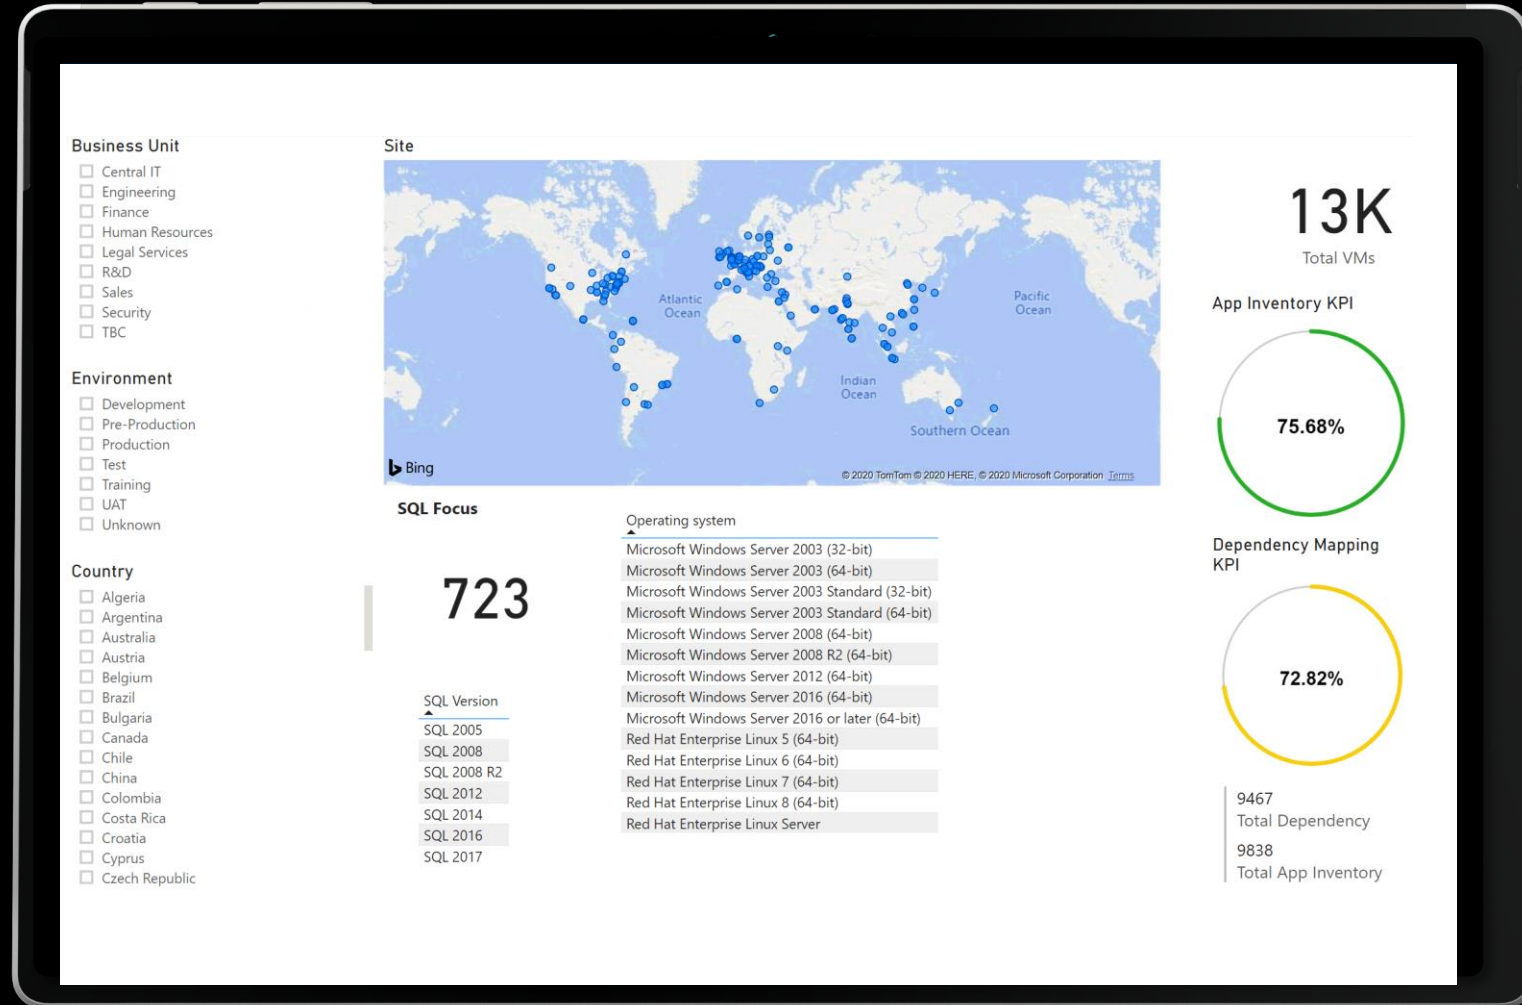 Business Unit
Central IT
Engineering
Finance
Human Resources
Legal Services
R&D
Sales
Security
TBC
Environment
Development
Pre-Production
Production
Test
Training
UAT
Unknown
Country
Algeria
Argentina
Australia
Austria
Belgium
Brazil
Bulgaria
Canada
Chile
China
Colombia
Costa Rica
Croatia
Cyprus
Czech Republic
Site
Atlantic
Ocean
Pacific
Ocean
Indian
Ocean
Southern Ocean
Bing
© 2020 TomTom © 2020 HERE, © 2020 Microsoft Corporation Terms
SQL Focus
723
SQL Version
SQL 2005
SQL 2008
SQL 2008 R2
SQL 2012
SQL 2014
SQL 2016
SQL 2017
Operating system
Microsoft Windows Server 2003 (32-bit)
Microsoft Windows Server 2003 (64-bit)
Microsoft Windows Server 2003 Standard (32-bit)
Microsoft Windows Server 2003 Standard (64-bit)
Microsoft Windows Server 2008 (64-bit)
Microsoft Windows Server 2008 R2 (64-bit)
Microsoft Windows Server 2012 (64-bit)
Microsoft Windows Server 2016 (64-bit)
Microsoft Windows Server 2016 or later (64-bit)
Red Hat Enterprise Linux 5 (64-bit)
Red Hat Enterprise Linux 6 (64-bit)
Red Hat Enterprise Linux 7 (64-bit)
Red Hat Enterprise Linux 8 (64-bit)
Red Hat Enterprise Linux Server
13K
Total VMs
App Inventory KPI
75.68%
Dependency Mapping
KPI
72.82%
9467
Total Dependency
9838
Total App Inventory